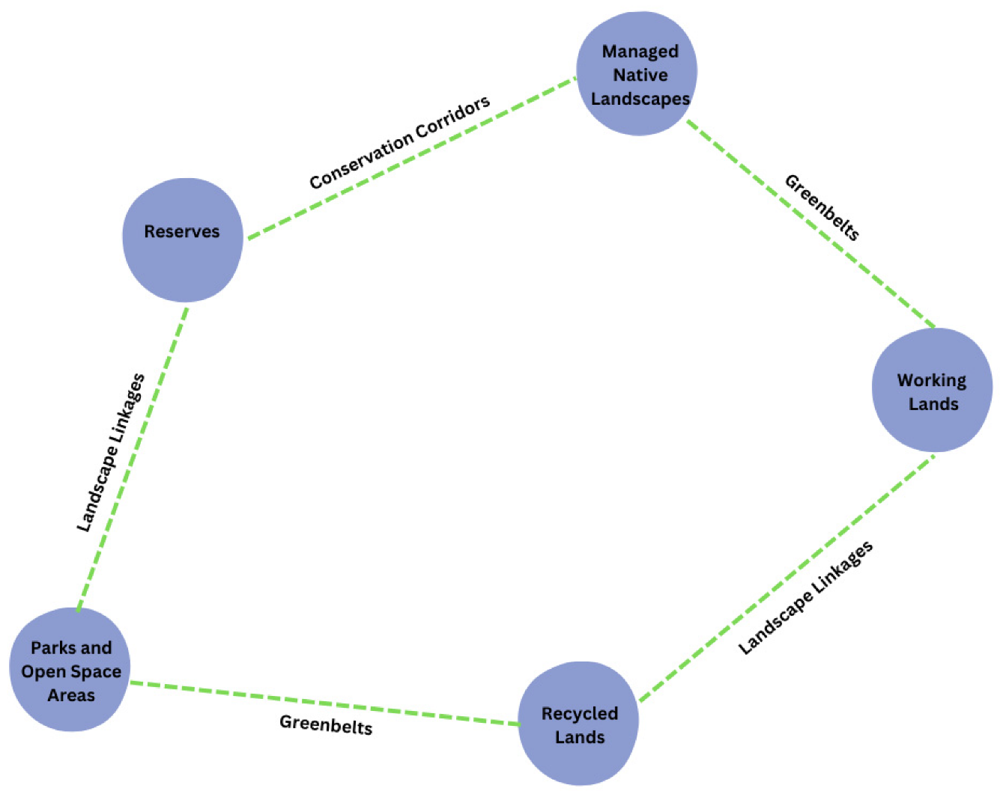 Managed
Native
Landscapes
Conservation Corridors
Greenbelts
Reserves
Working
Lands
Landscape Linkages
Landscape Linkages
Parks and
Open Space
Areas
Greenbelts
Recycled
Lands